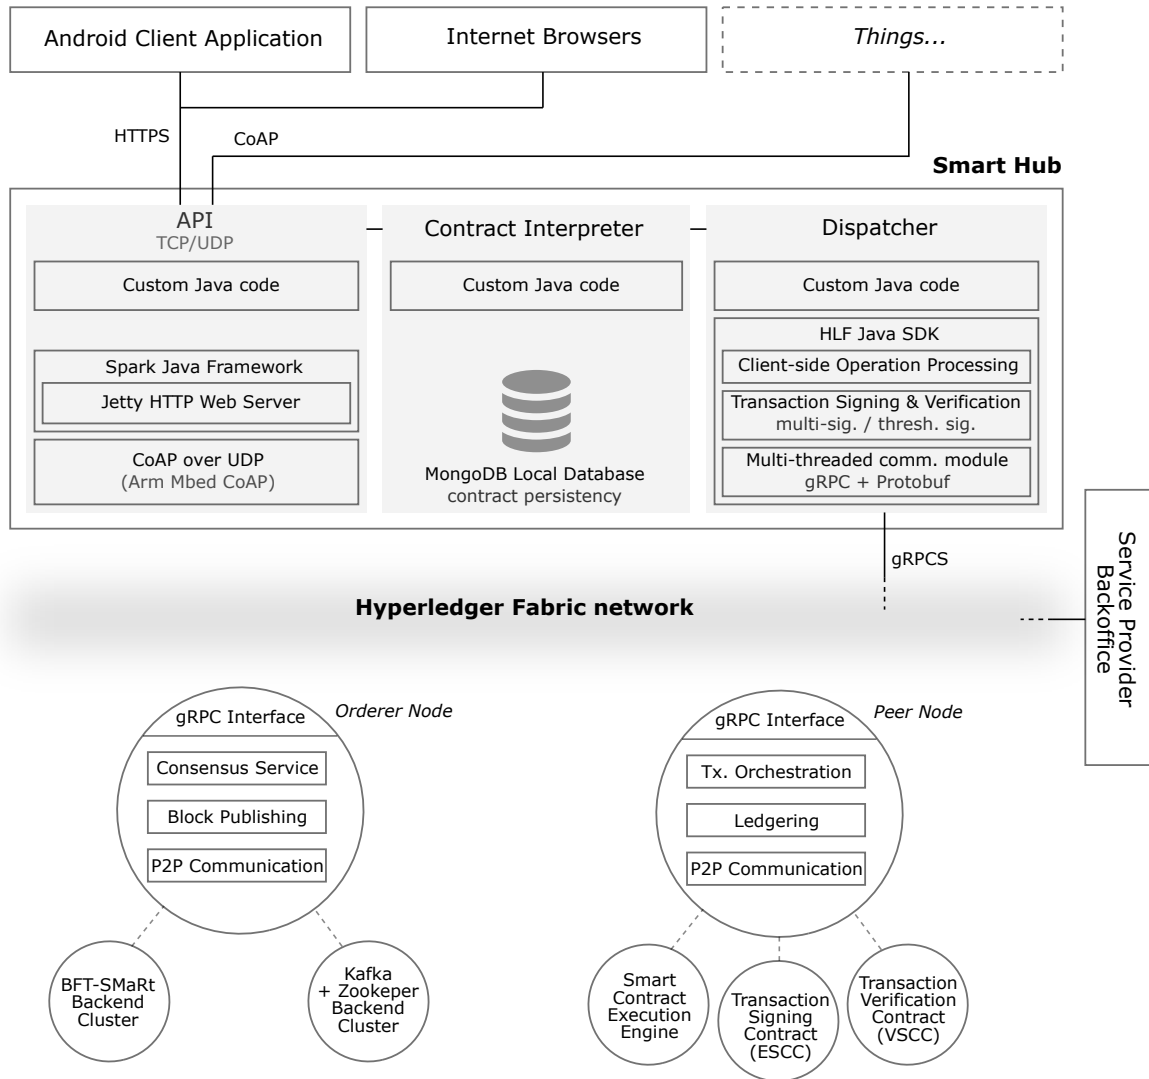 Android Client Application
Internet Browsers
Things...
HTTPS
CoAP
Smart Hub
API
TCP/UDP
Custom Java code
Spark Java Framework
Jetty HTTP Web Server
CoAP over UDP
(Arm Mbed CoAP)
Contract Interpreter
Custom Java code
MongoDB Local Database
contract persistency
Dispatcher
Custom Java code
HLF Java SDK
Client-side Operation Processing
Transaction Signing & Verification
multi-sig. / thresh. sig.
Multi-threaded comm. module
gRPC + Protobuf
gRPCS
Service Provider
Backoffice
Hyperledger Fabric network
gRPC Interface
Orderer Node
Consensus Service
Block Publishing
P2P Communication
BFT-SMaRt
Backend
Cluster
Kafka
+ Zookeper
Backend
Cluster
gRPC Interface
Peer Node
Tx. Orchestration
Ledgering
P2P Communication
Smart
Contract
Execution
Engine
Transaction
Signing
Contract
(ESCC)
Transaction
Verification
Contract
(VSCC)